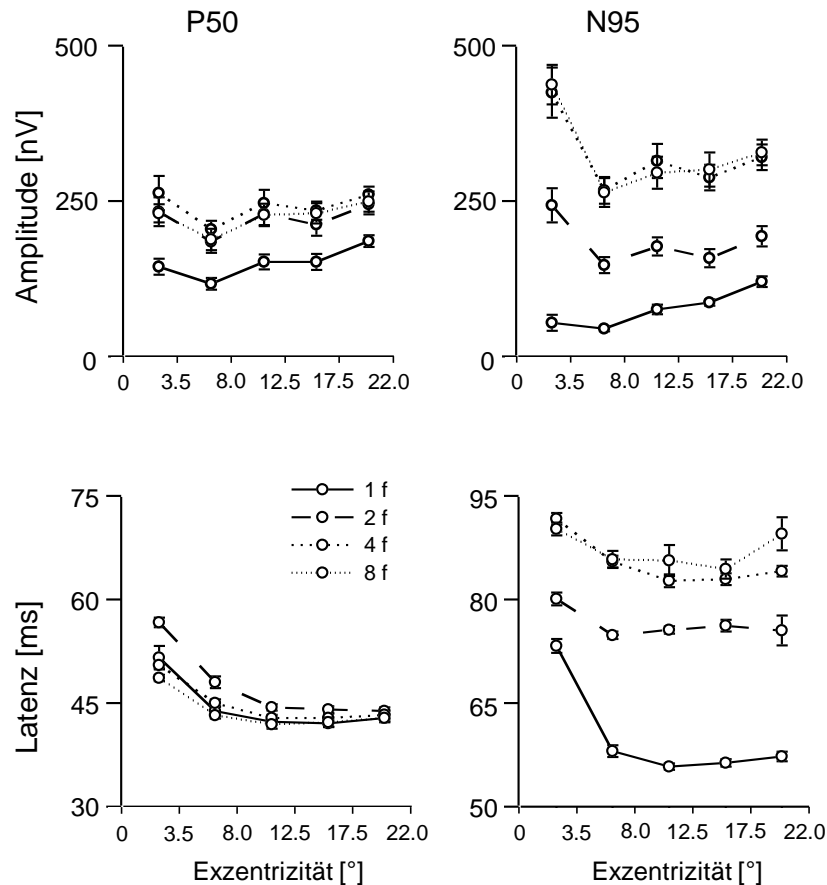 P50 N95
500 500
250 250
0 0
0 3.5 8.0 12.5 17.5 22.0 0 3.5 8.0 12.5 17.5 22.0
Amplitude [nV]
75 95
60 80
45 65
30 50
1 f
2 f
4 f
8 f
0 3.5 8.0 12.5 17.5 22.0 0 3.5 8.0 12.5 17.5 22.0
Latenz [ms]
Exzentrizität [°] Exzentrizität [°]